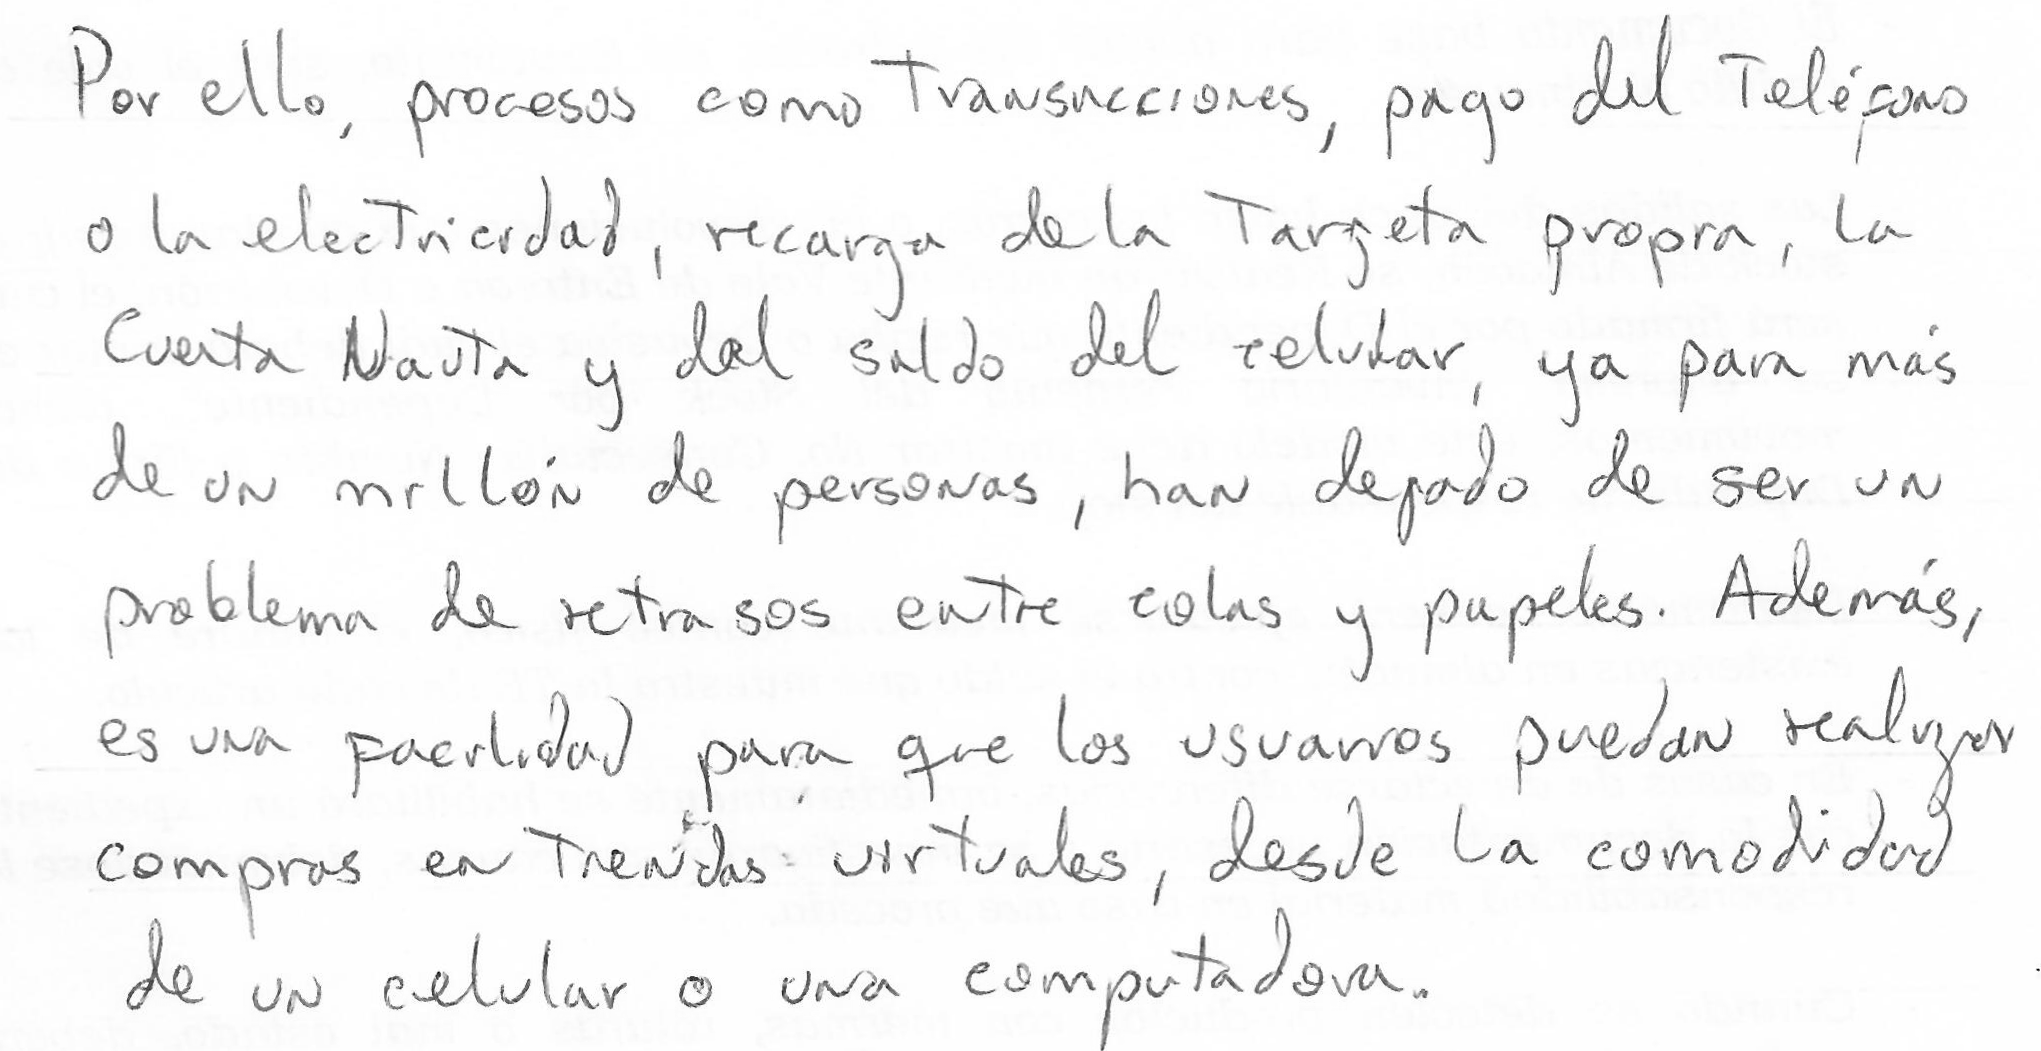 Por ello, procesos como transacciones, pago del teléfono
o la electricidad, recarga de la tarjeta propia, la
Cuenta Nauta y del saldo del celular, ya para más
de un millón de personas, han dejado de ser un
problema de retrasos entre colas y papeles. Además,
es una facilidad para que los usuarios puedan realizar
compras en tiendas virtuales, desde la comodidad
de un celular o una computadora.